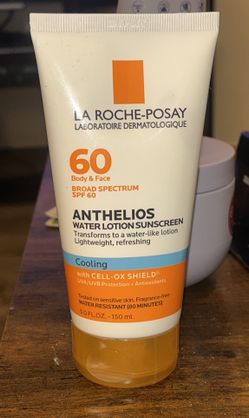 LA ROCHE-POSAY
LABORATOIRE DERMATOLOGIQUE
60
Body & Face
BROAD SPECTRUM
SPF 60
ANTHELIOS
WATER LOTION SUNSCREEN
Transforms to a water-like lotion
Lightweight, refreshing
Cooling
with CELL-OX SHIELD®
UVA/UVB Protection + Antioxidants
Tested on sensitive skin. Fragrance-free
WATER RESISTANT (80 MINUTES)
5.0 FL.OZ. - 150 ml